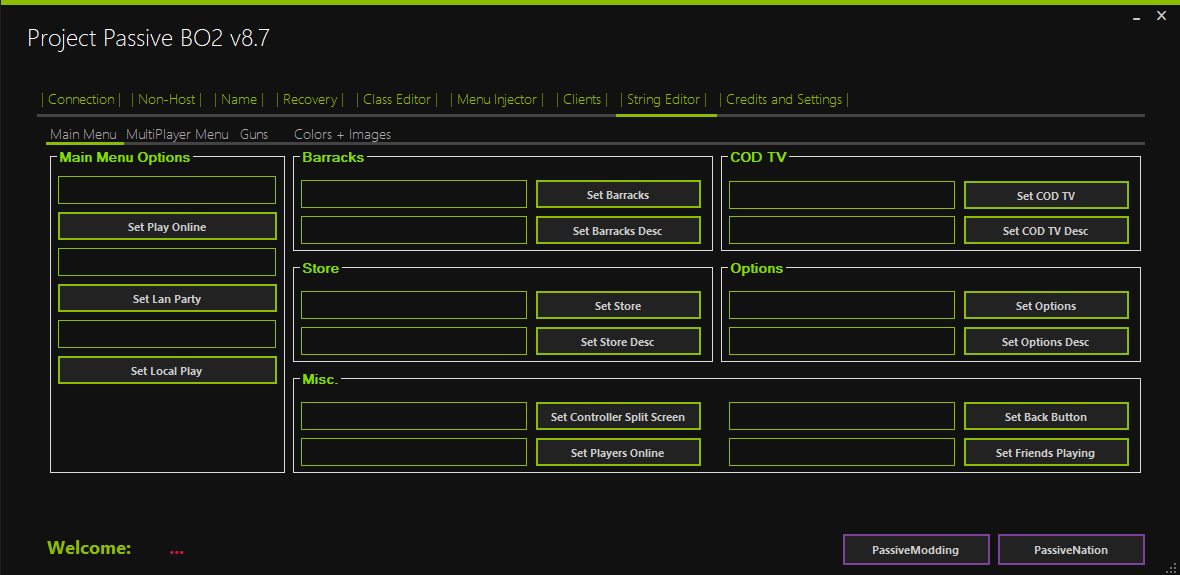 Project Passive BO2 v8.7
| Connection | | Non-Host | | Name | | Recovery | | Class Editor | | Menu Injector | | Clients | | String Editor | | Credits and Settings |
Main Menu MultiPlayer Menu Guns Colors + Images
Main Menu Options
Set Play Online
Set Lan Party
Set Local Play
Barracks
Set Barracks
Set Barracks Desc
COD TV
Set COD TV
Set COD TV Desc
Store
Set Store
Set Store Desc
Options
Set Options
Set Options Desc
Misc.
Set Controller Split Screen
Set Back Button
Set Players Online
Set Friends Playing
Welcome: ...
PassiveModding
PassiveNation